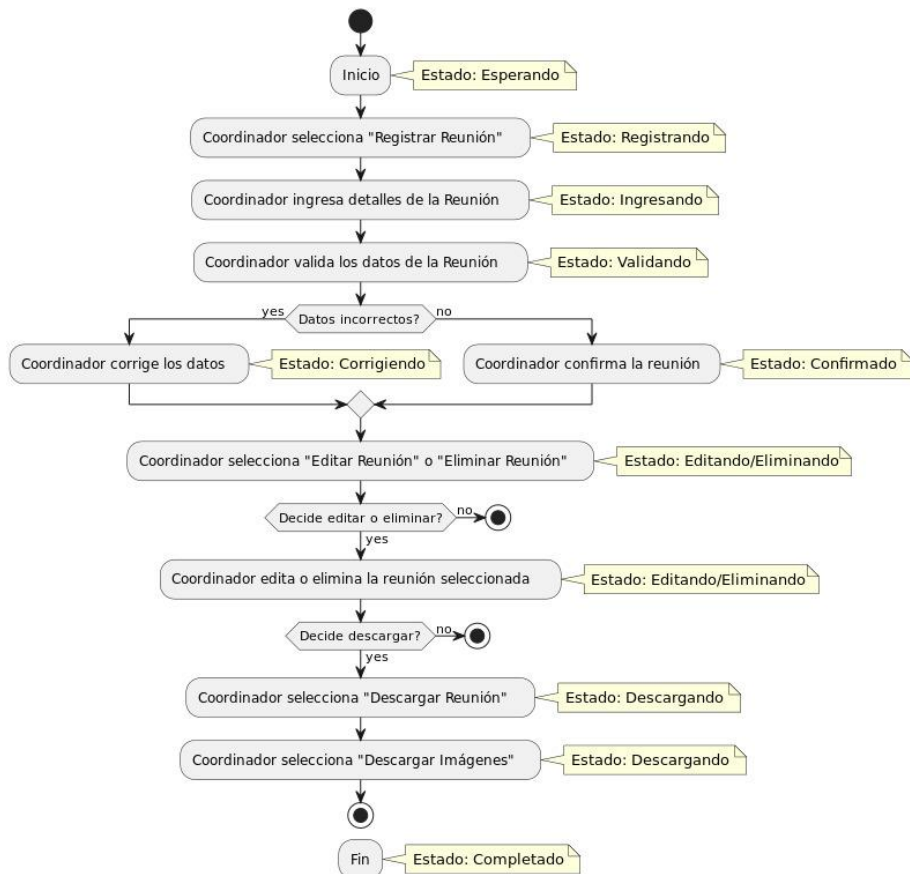 Inicio
Estado: Esperando
Coordinador selecciona "Registrar Reunión"
Estado: Registrando
Coordinador ingresa detalles de la Reunión
Estado: Ingresando
Coordinador valida los datos de la Reunión
Estado: Validando
yes
Datos incorrectos?
no
Coordinador corrige los datos
Estado: Corrigiendo
Coordinador confirma la reunión
Estado: Confirmado
Coordinador selecciona "Editar Reunión" o "Eliminar Reunión"
Estado: Editando/Eliminando
Decide editar o eliminar?
no
yes
Coordinador edita o elimina la reunión seleccionada
Estado: Editando/Eliminando
Decide descargar?
no
yes
Coordinador selecciona "Descargar Reunión"
Estado: Descargando
Coordinador selecciona "Descargar Imágenes"
Estado: Descargando
Fin
Estado: Completado